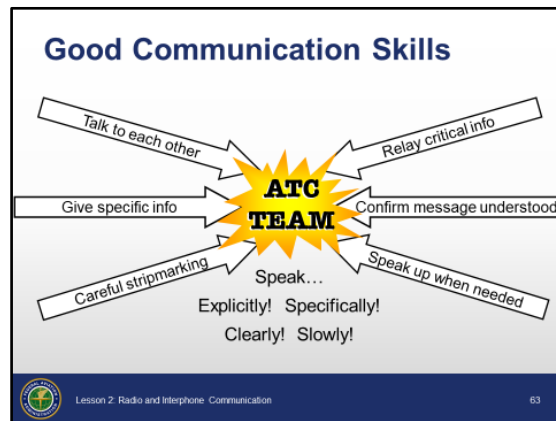 Good Communication Skills
Talk to each other
Relay critical info
Give specific info
ATC
TEAM
Confirm message understood
Careful stripmarking
Speak up when needed
Speak…
Explicitly! Specifically!
Clearly! Slowly!
Lesson 2: Radio and Interphone Communication
63